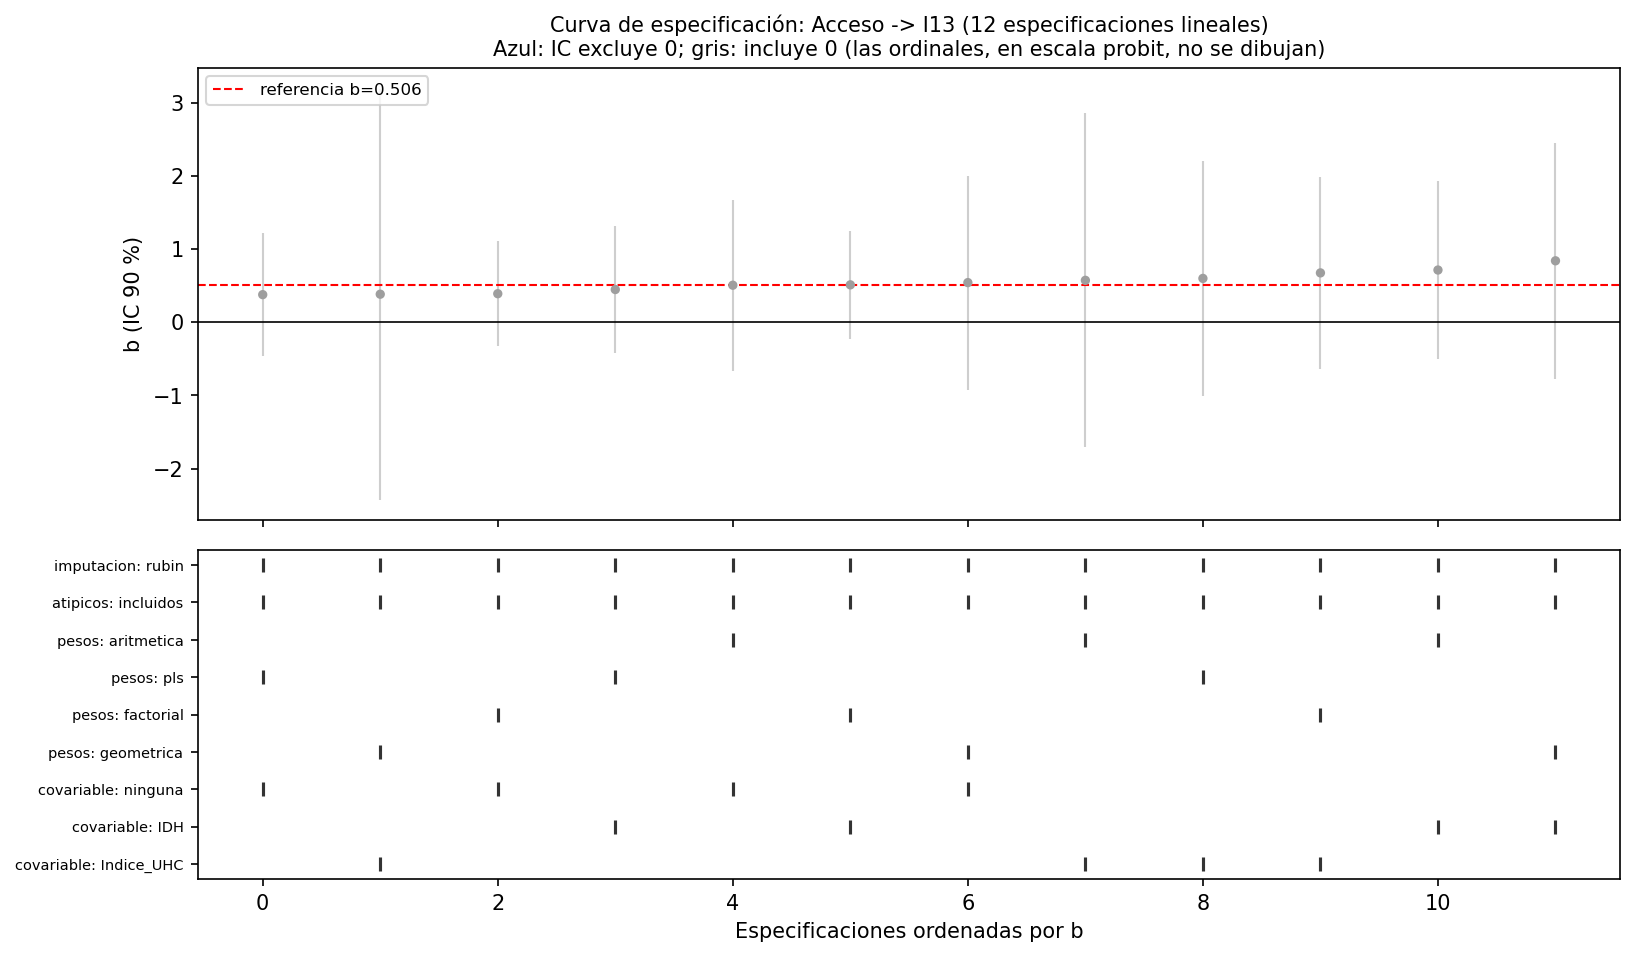 Curva de especificación: Acceso -> I13 (12 especificaciones lineales)
Azul: IC excluye 0; gris: incluye 0 (las ordinales, en escala probit, no se dibujan)
referencia b=0.506
b (IC 90 %)
3
2
1
0
−1
−2
imputacion: rubin
atipicos: incluidos
pesos: aritmetica
pesos: pls
pesos: factorial
pesos: geometrica
covariable: ninguna
covariable: IDH
covariable: Indice_UHC
0 2 4 6 8 10
Especificaciones ordenadas por b